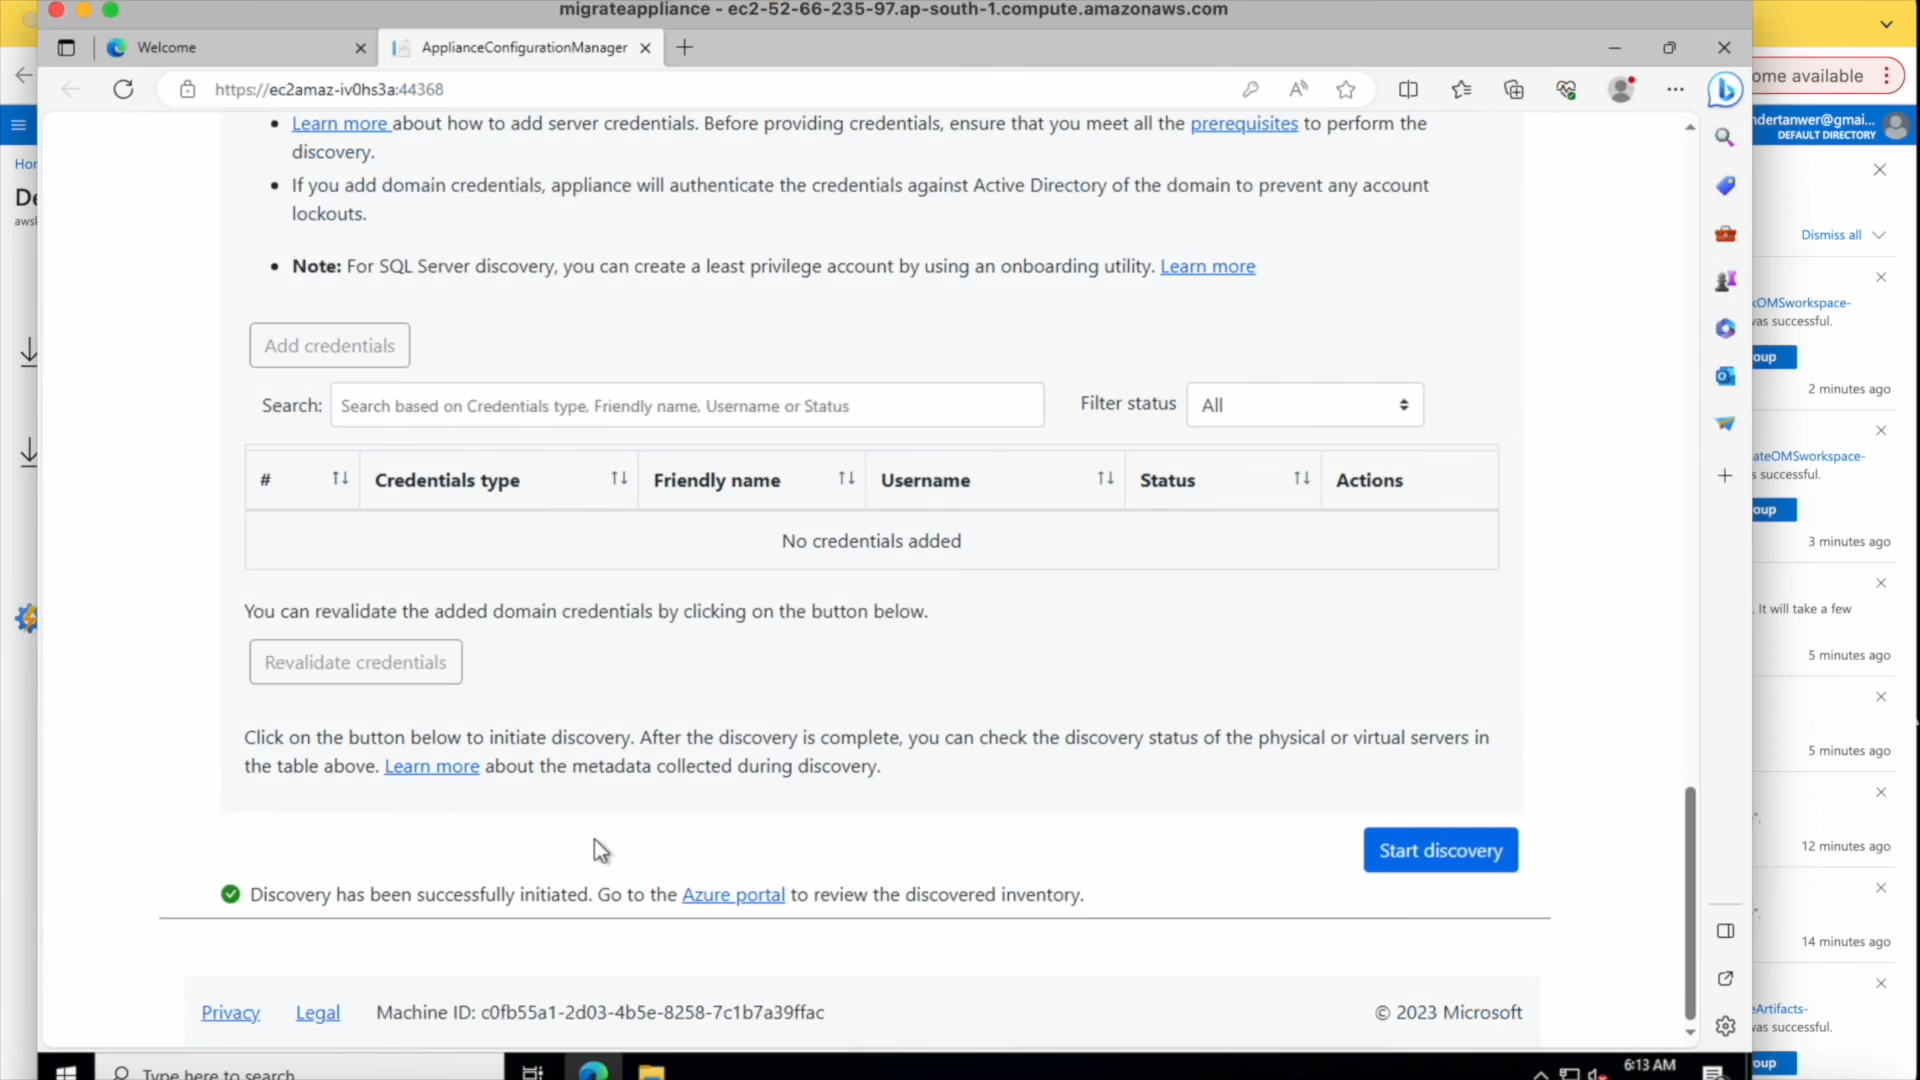 migrateappliance - ec2-52-66-235-97.ap-south-1.compute.amazonaws.com
Welcome
ApplianceConfigurationManager
https://ec2amaz-iv0hs3a:44368
ome available
ndertanwer@gmai...
DEFAULT DIRECTORY
Learn more about how to add server credentials. Before providing credentials, ensure that you meet all the prerequisites to perform the
discovery.
If you add domain credentials, appliance will authenticate the credentials against Active Directory of the domain to prevent any account
lockouts.
Note: For SQL Server discovery, you can create a least privilege account by using an onboarding utility. Learn more
Add credentials
Search: Search based on Credentials type, Friendly name, Username or Status
Filter status All
# Credentials type Friendly name Username Status Actions
No credentials added
You can revalidate the added domain credentials by clicking on the button below.
Revalidate credentials
Click on the button below to initiate discovery. After the discovery is complete, you can check the discovery status of the physical or virtual servers in
the table above. Learn more about the metadata collected during discovery.
Start discovery
Discovery has been successfully initiated. Go to the Azure portal to review the discovered inventory.
Privacy Legal Machine ID: c0fb55a1-2d03-4b5e-8258-7c1b7a39ffac
© 2023 Microsoft
Type here to search
6:13 AM
Hor
De
awsl
Dismiss all
OMSworkspace-
was successful.
oup
2 minutes ago
ateOMSworkspace-
s successful.
oup
3 minutes ago
. It will take a few
5 minutes ago
5 minutes ago
".
12 minutes ago
".
14 minutes ago
eArtifacts-
was successful.
oup